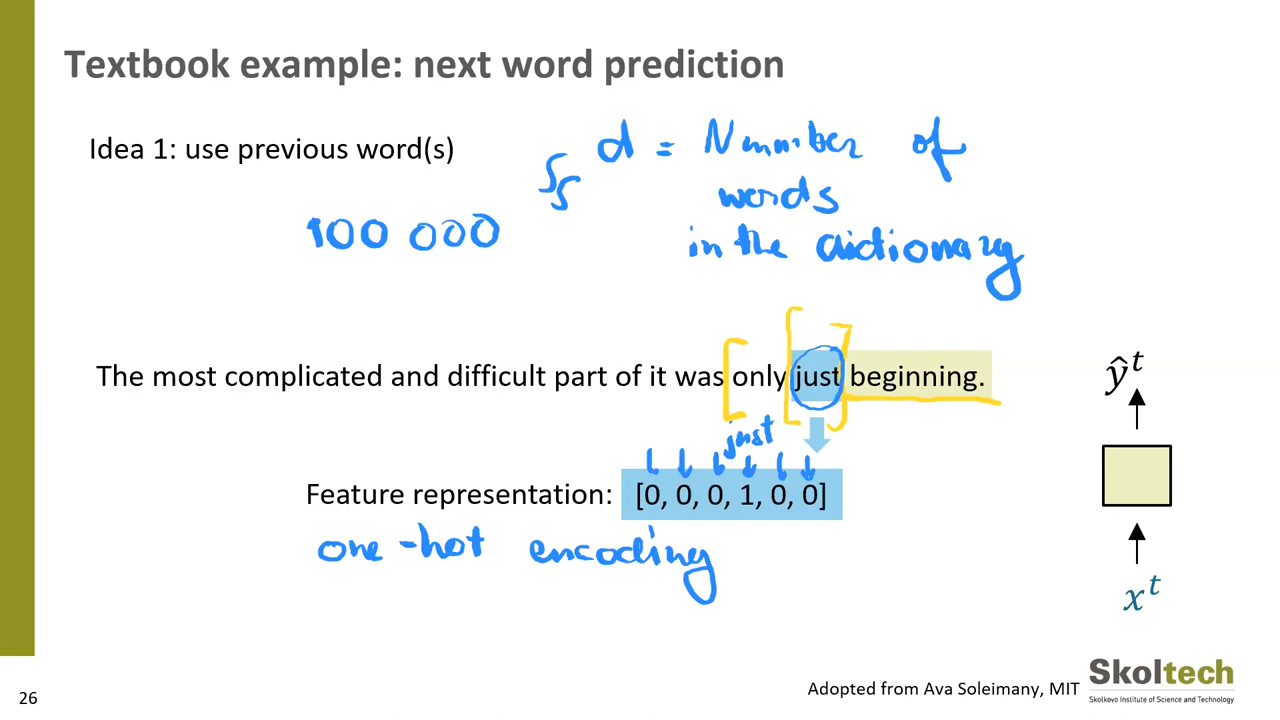 Textbook example: next word prediction
Idea 1: use previous word(s)
d = Number of
words
in the dictionary
100 000
The most complicated and difficult part of it was only just beginning.
just
Feature representation: [0, 0, 0, 1, 0, 0]
one-hot encoding
ŷᵗ
xᵗ
Adopted from Ava Soleimany, MIT
Skoltech
Skolkovo Institute of Science and Technology
26